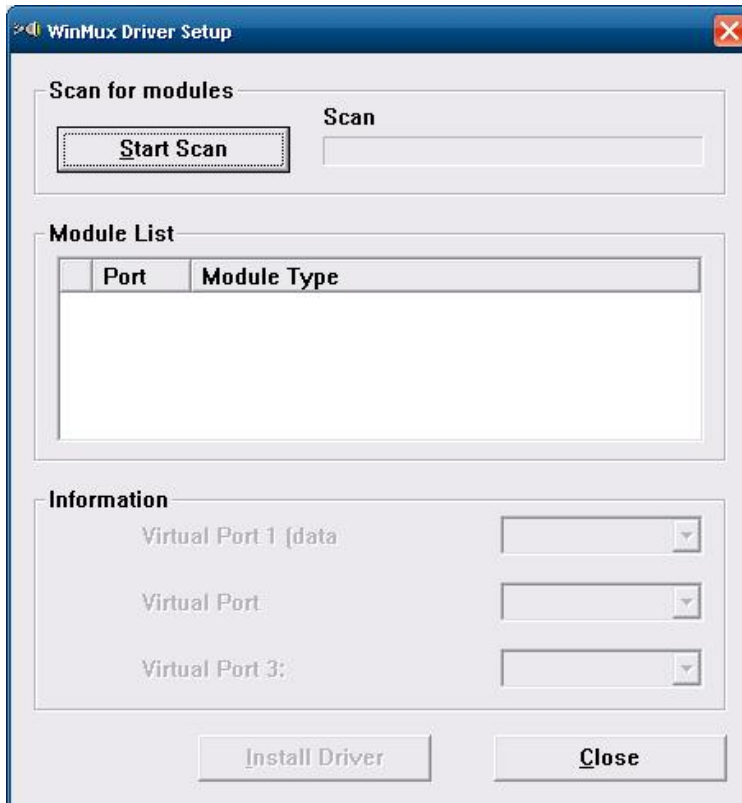 WinMux Driver Setup
Scan for modules
Scan
Start Scan
Module List
Port Module Type
Information
Virtual Port 1 (data
Virtual Port
Virtual Port 3:
Install Driver Close